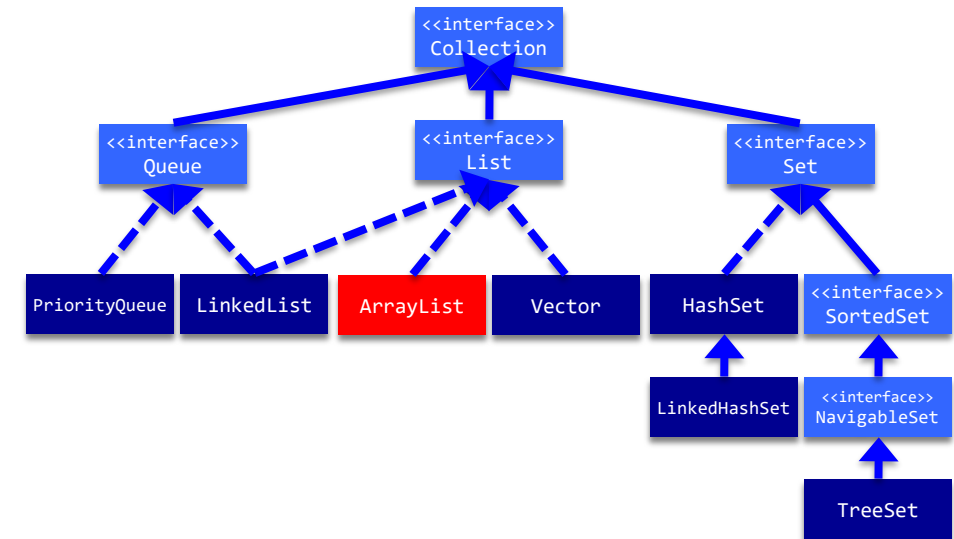 <<interface>>
Collection
<<interface>>
Queue
<<interface>>
List
<<interface>>
Set
PriorityQueue
LinkedList
ArrayList
Vector
HashSet
<<interface>>
SortedSet
LinkedHashSet
<<interface>>
NavigableSet
TreeSet